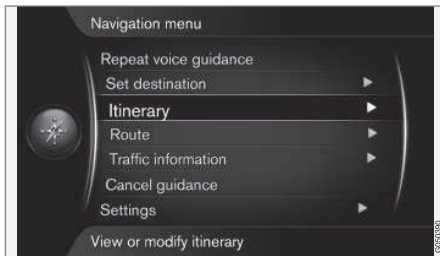 Navigation menu
Repeat voice guidance
Set destination
Itinerary
Route
Traffic information
Cancel guidance
Settings
View or modify itinerary
G050390